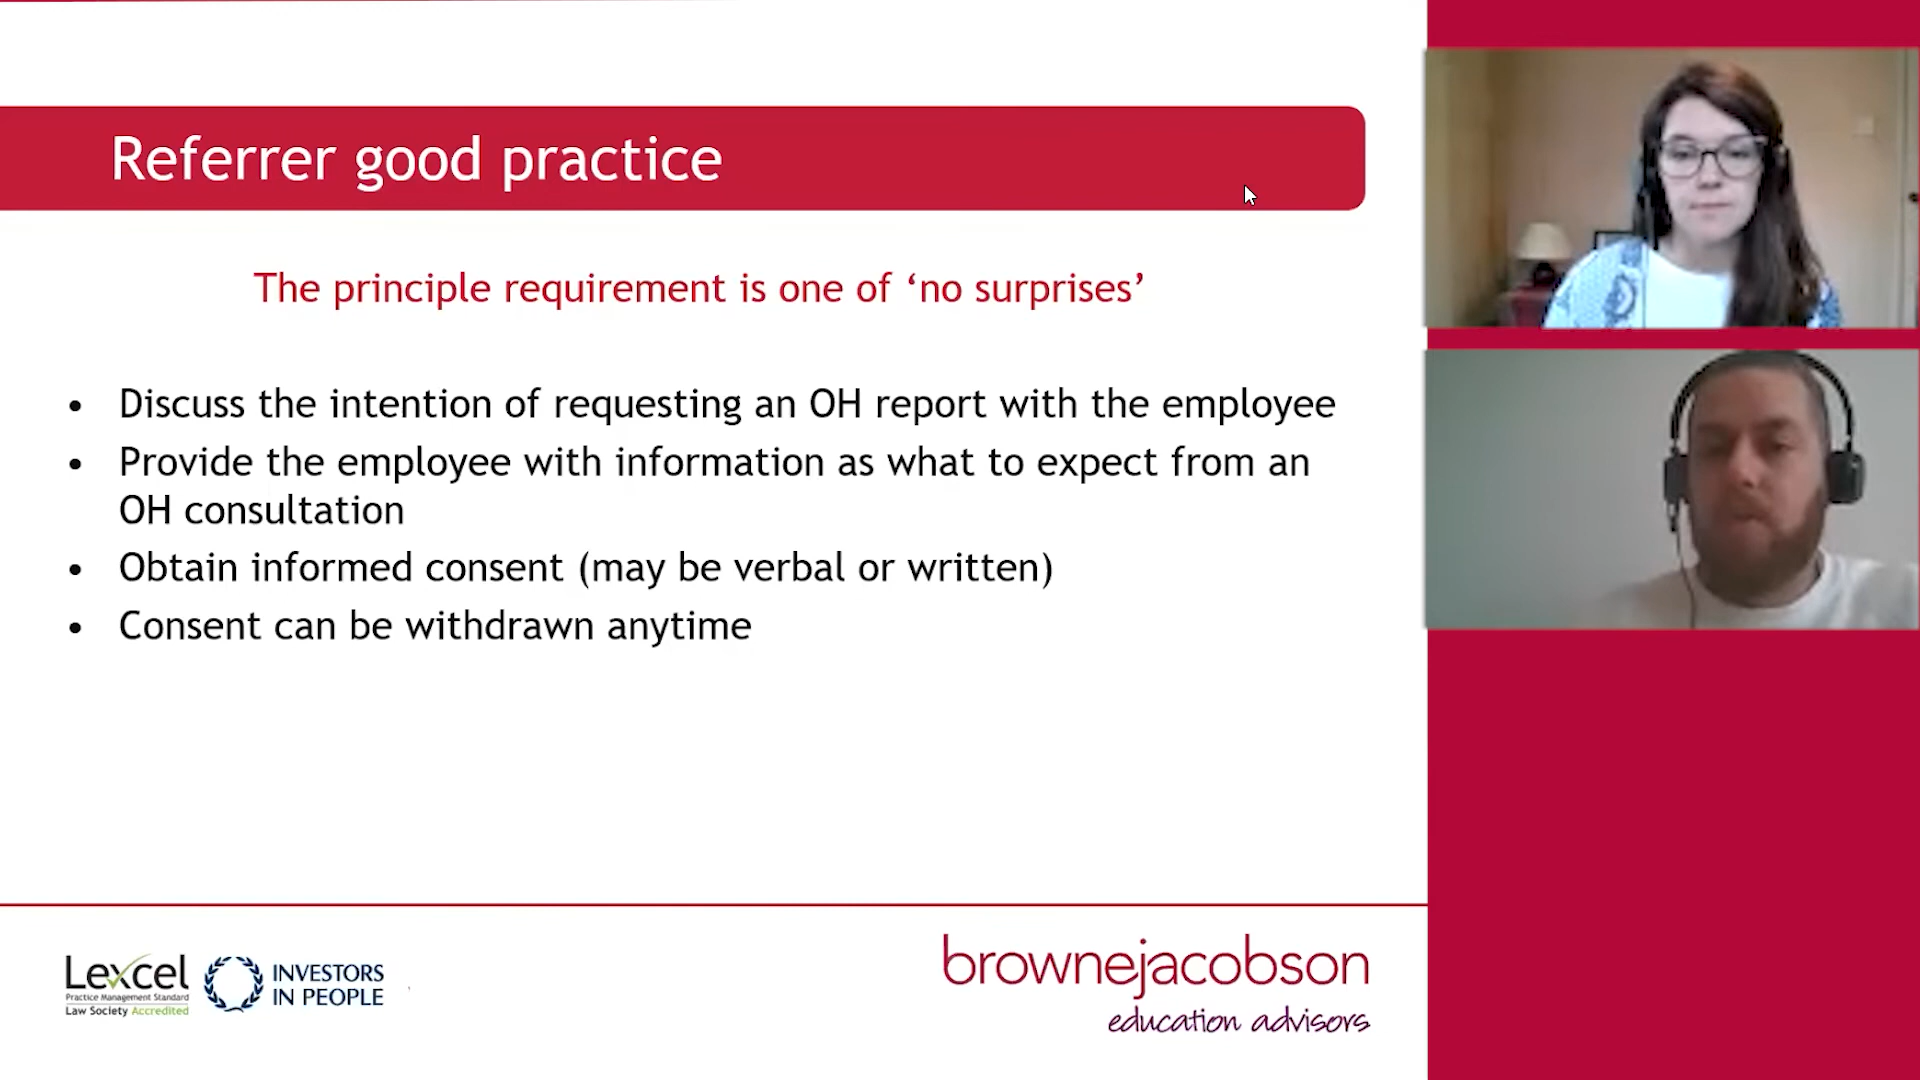 Referrer good practice
The principle requirement is one of ‘no surprises’
• Discuss the intention of requesting an OH report with the employee
• Provide the employee with information as what to expect from an
OH consultation
• Obtain informed consent (may be verbal or written)
• Consent can be withdrawn anytime
Lexcel
Practice Management Standard
Law Society Accredited
INVESTORS
IN PEOPLE
brownejacobson
education advisors